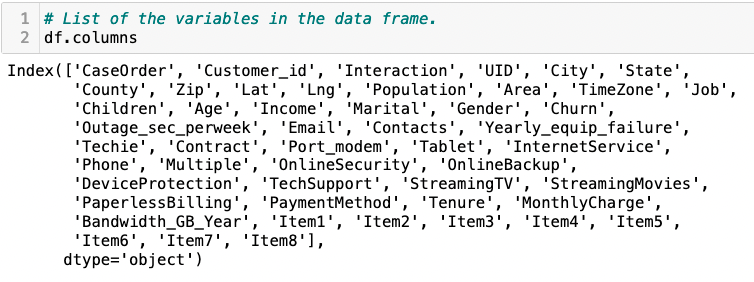 1 # List of the variables in the data frame.
2 df.columns
Index(['CaseOrder', 'Customer_id', 'Interaction', 'UID', 'City', 'State',
'County', 'Zip', 'Lat', 'Lng', 'Population', 'Area', 'TimeZone', 'Job',
'Children', 'Age', 'Income', 'Marital', 'Gender', 'Churn',
'Outage_sec_perweek', 'Email', 'Contacts', 'Yearly_equip_failure',
'Techie', 'Contract', 'Port_modem', 'Tablet', 'InternetService',
'Phone', 'Multiple', 'OnlineSecurity', 'OnlineBackup',
'DeviceProtection', 'TechSupport', 'StreamingTV', 'StreamingMovies',
'PaperlessBilling', 'PaymentMethod', 'Tenure', 'MonthlyCharge',
'Bandwidth_GB_Year', 'Item1', 'Item2', 'Item3', 'Item4', 'Item5',
'Item6', 'Item7', 'Item8'],
dtype='object')